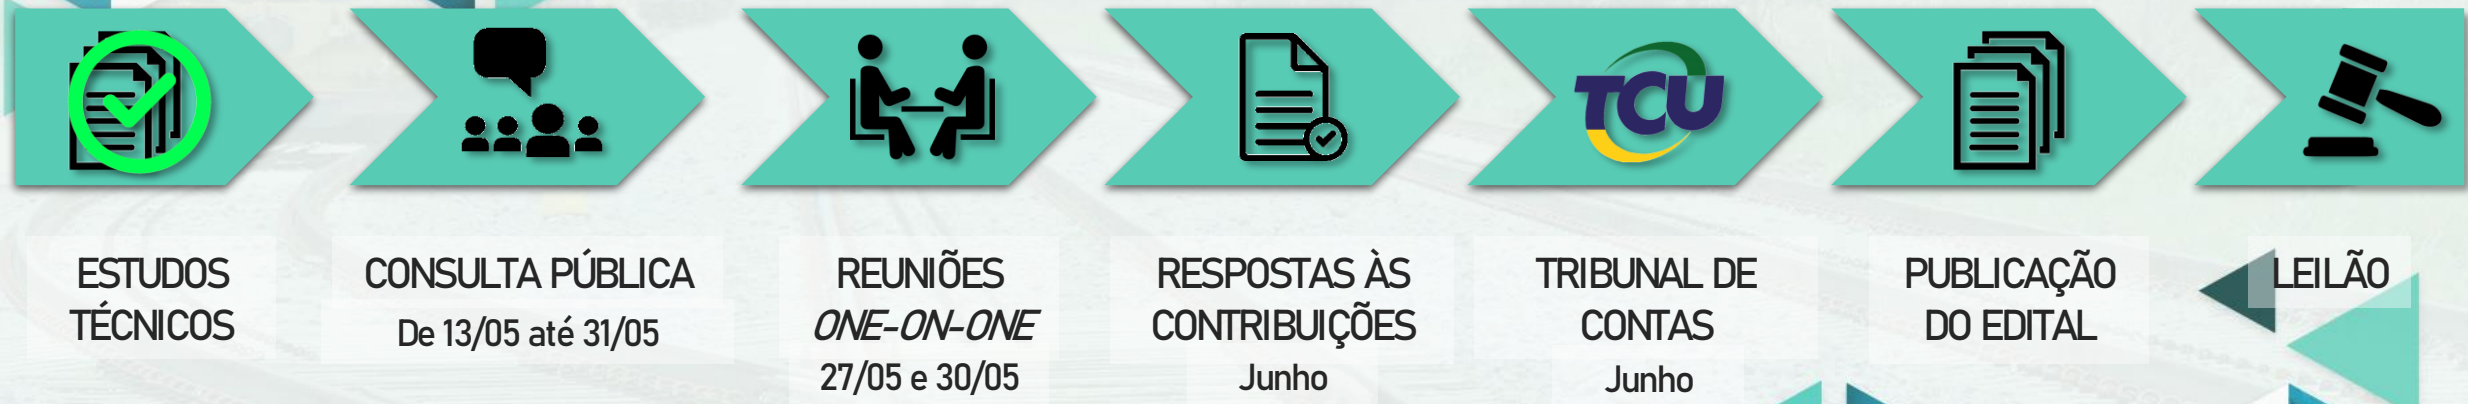 TCU
ESTUDOS
TÉCNICOS
CONSULTA PÚBLICA
De 13/05 até 31/05
REUNIÕES
ONE-ON-ONE
27/05 e 30/05
RESPOSTAS ÀS
CONTRIBUIÇÕES
Junho
TRIBUNAL DE
CONTAS
Junho
PUBLICAÇÃO
DO EDITAL
LEILÃO